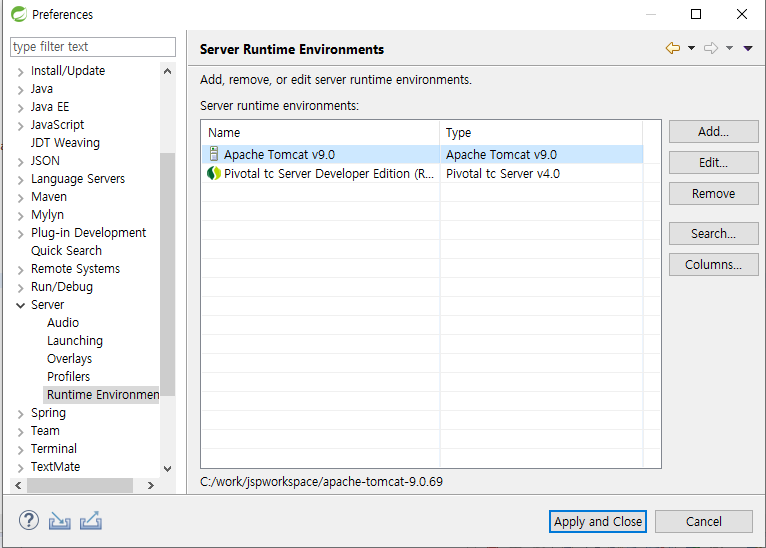 Preferences
type filter text
Install/Update
Java
Java EE
JavaScript
JDT Weaving
JSON
Language Servers
Maven
Mylyn
Plug-in Development
Quick Search
Remote Systems
Run/Debug
Server
Audio
Launching
Overlays
Profilers
Runtime Environmen
Spring
Team
Terminal
TextMate
Server Runtime Environments
Add, remove, or edit server runtime environments.
Server runtime environments:
Name Type
Apache Tomcat v9.0 Apache Tomcat v9.0
Pivotal tc Server Developer Edition (R... Pivotal tc Server v4.0
Add...
Edit...
Remove
Search...
Columns...
C:/work/jspworkspace/apache-tomcat-9.0.69
Apply and Close Cancel